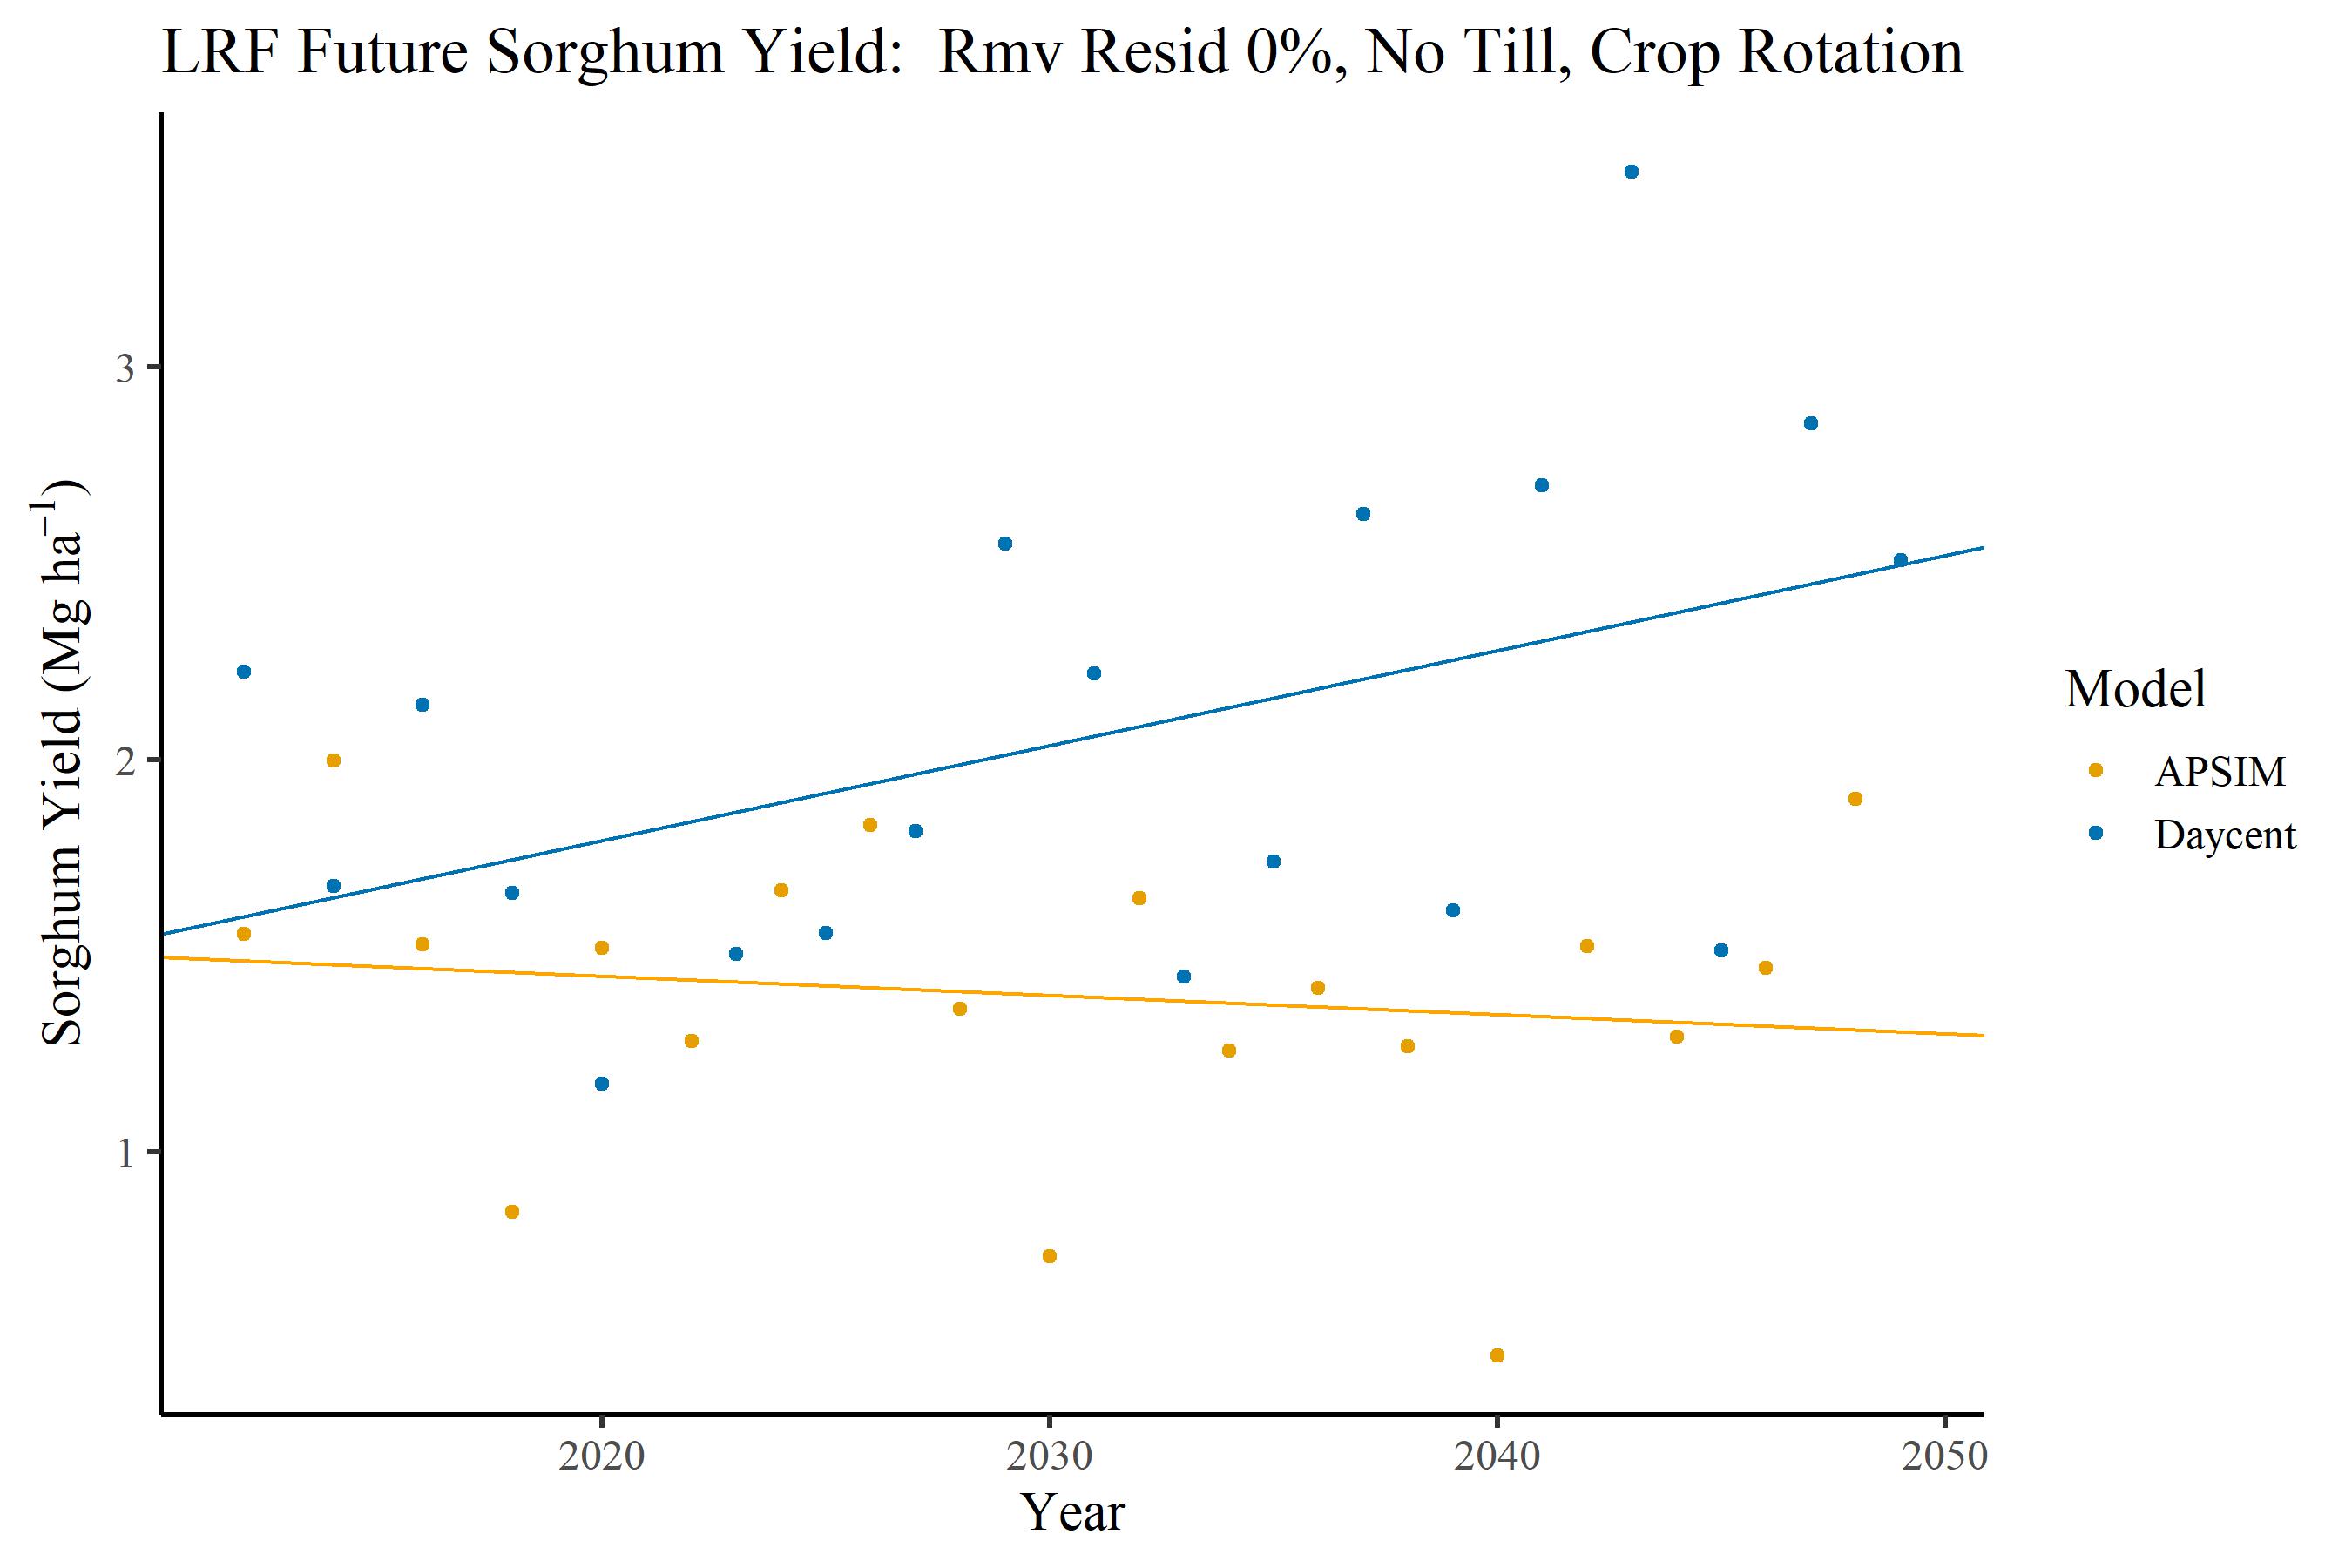 LRF Future Sorghum Yield:  Rmv Resid 0%, No Till, Crop Rotation
Sorghum Yield (Mg ha⁻¹)
3
2
1
2020
2030
2040
2050
Year
Model
APSIM
Daycent